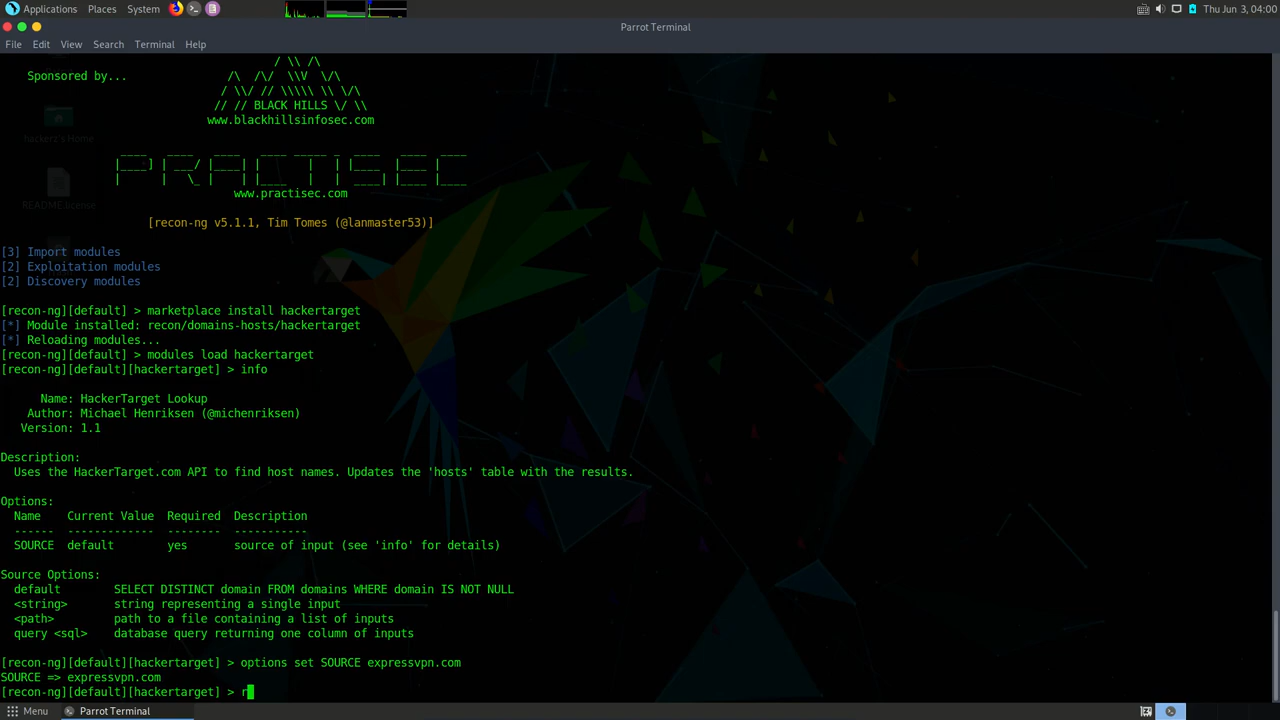 Applications Places System Thu Jun 3, 04:00
Parrot Terminal
File Edit View Search Terminal Help
/ \\ /\
Sponsored by... /\ /\/ \\V \/\
/ \\/ // \\\\\ \\ \/\
// // BLACK HILLS \/ \\
www.blackhillsinfosec.com
PRACTISEC
www.practisec.com
[recon-ng v5.1.1, Tim Tomes (@lanmaster53)]
hackerz's Home
README.license
[3] Import modules
[2] Exploitation modules
[2] Discovery modules
[recon-ng][default] > marketplace install hackertarget
[*] Module installed: recon/domains-hosts/hackertarget
[*] Reloading modules...
[recon-ng][default] > modules load hackertarget
[recon-ng][default][hackertarget] > info
Name: HackerTarget Lookup
Author: Michael Henriksen (@michenriksen)
Version: 1.1
Description:
Uses the HackerTarget.com API to find host names. Updates the 'hosts' table with the results.
Options:
Name Current Value Required Description
------ ------------- -------- -----------
SOURCE default yes source of input (see 'info' for details)
Source Options:
default SELECT DISTINCT domain FROM domains WHERE domain IS NOT NULL
<string> string representing a single input
<path> path to a file containing a list of inputs
query <sql> database query returning one column of inputs
[recon-ng][default][hackertarget] > options set SOURCE expressvpn.com
SOURCE => expressvpn.com
[recon-ng][default][hackertarget] > r
Menu Parrot Terminal